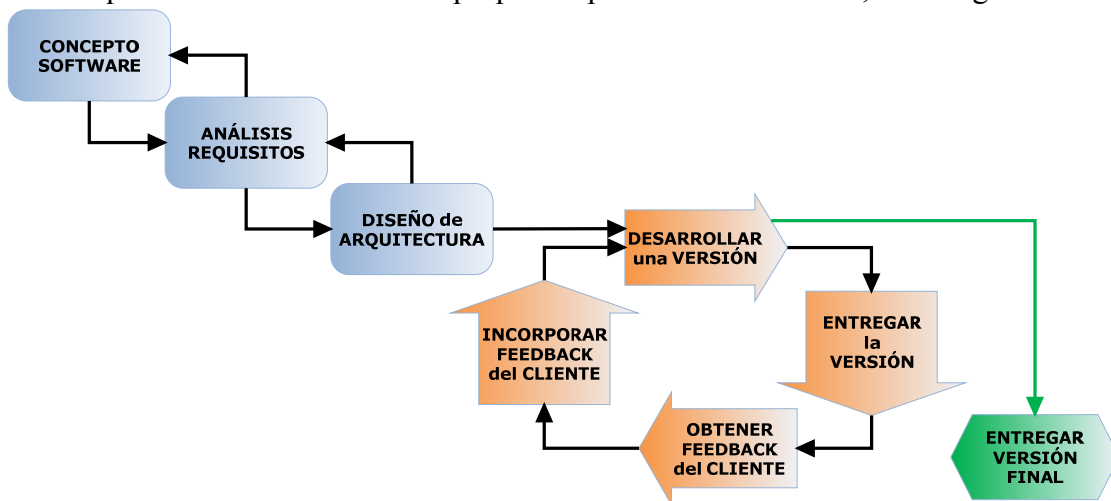 CONCEPTO
SOFTWARE
ANÁLISIS
REQUISITOS
DISEÑO de
ARQUITECTURA
DESARROLLAR
una VERSIÓN
ENTREGAR
la
VERSIÓN
OBTENER
FEEDBACK
del CLIENTE
INCORPORAR
FEEDBACK
del CLIENTE
ENTREGAR
VERSIÓN
FINAL